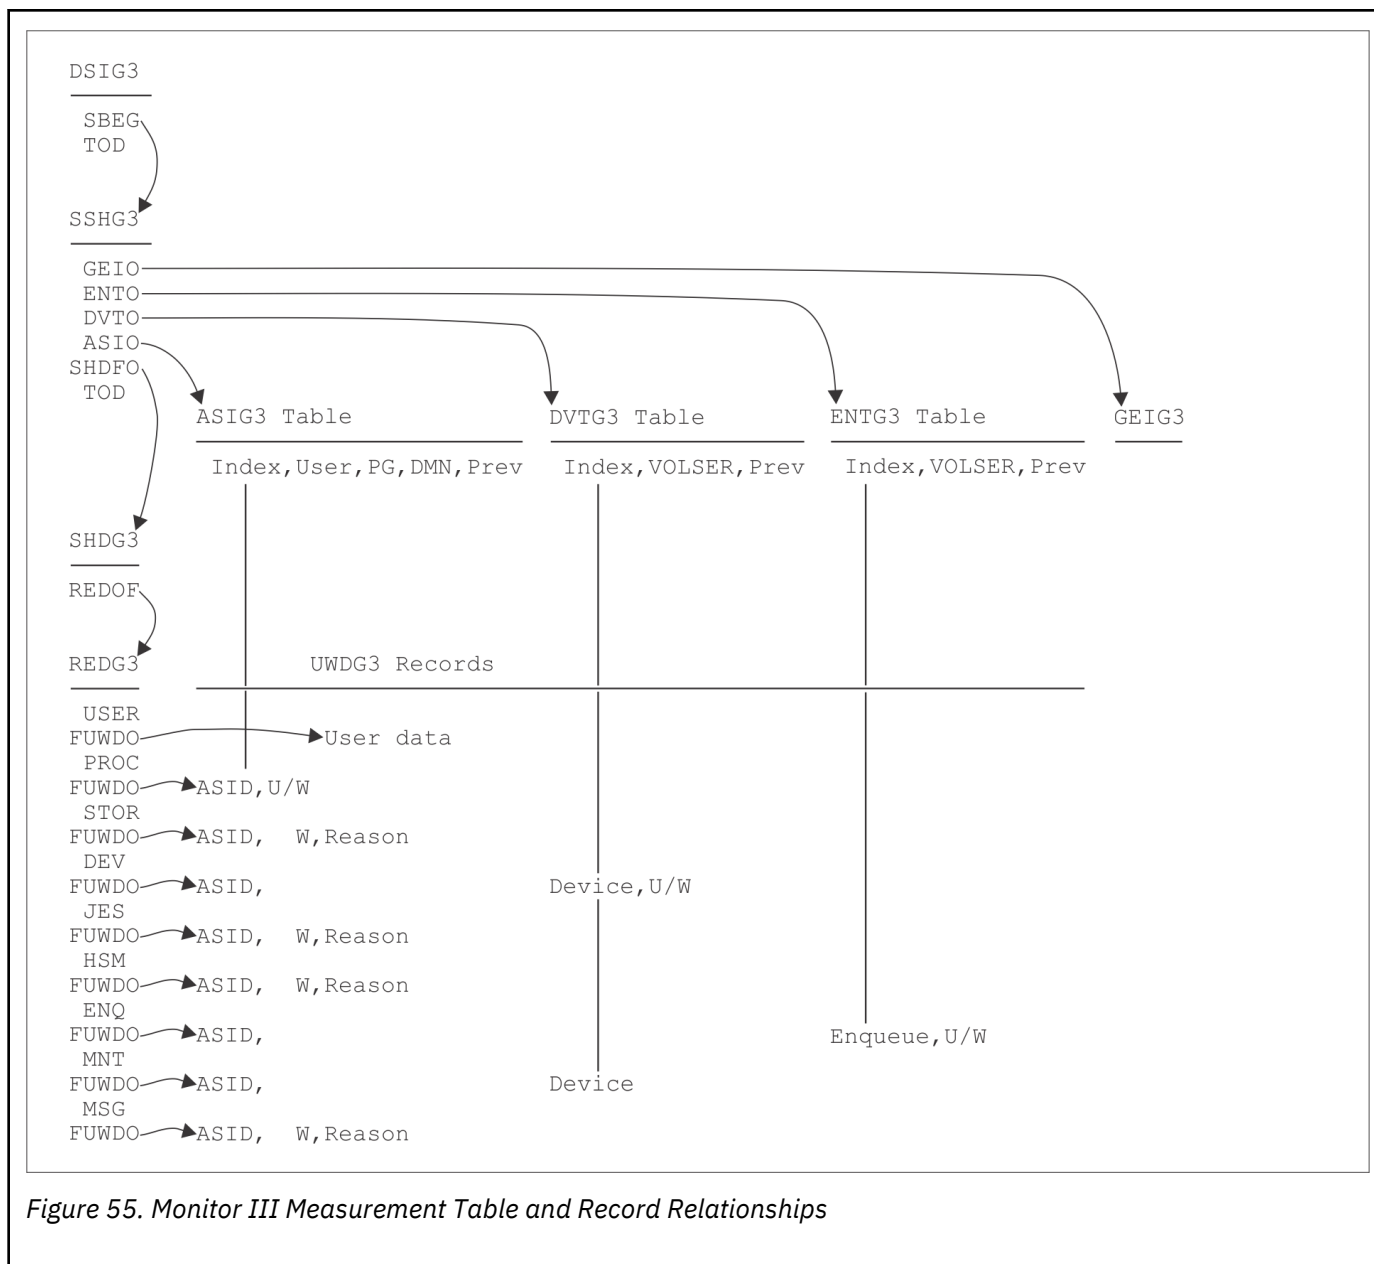 DSIG3
SBEG
TOD
SSHG3
GEIO
ENTO
DVTO
ASIO
SHDFO
TOD
ASIG3 Table DVTG3 Table ENTG3 Table GEIG3
Index,User,PG,DMN,Prev Index,VOLSER,Prev Index,VOLSER,Prev
SHDG3
REDOF
REDG3 UWDG3 Records
USER
FUWDO User data
PROC
FUWDO ASID,U/W
STOR
FUWDO ASID, W,Reason
DEV
FUWDO ASID, Device,U/W
JES
FUWDO ASID, W,Reason
HSM
FUWDO ASID, W,Reason
ENQ
FUWDO ASID, Enqueue,U/W
MNT
FUWDO ASID, Device
MSG
FUWDO ASID, W,Reason
Figure 55. Monitor III Measurement Table and Record Relationships